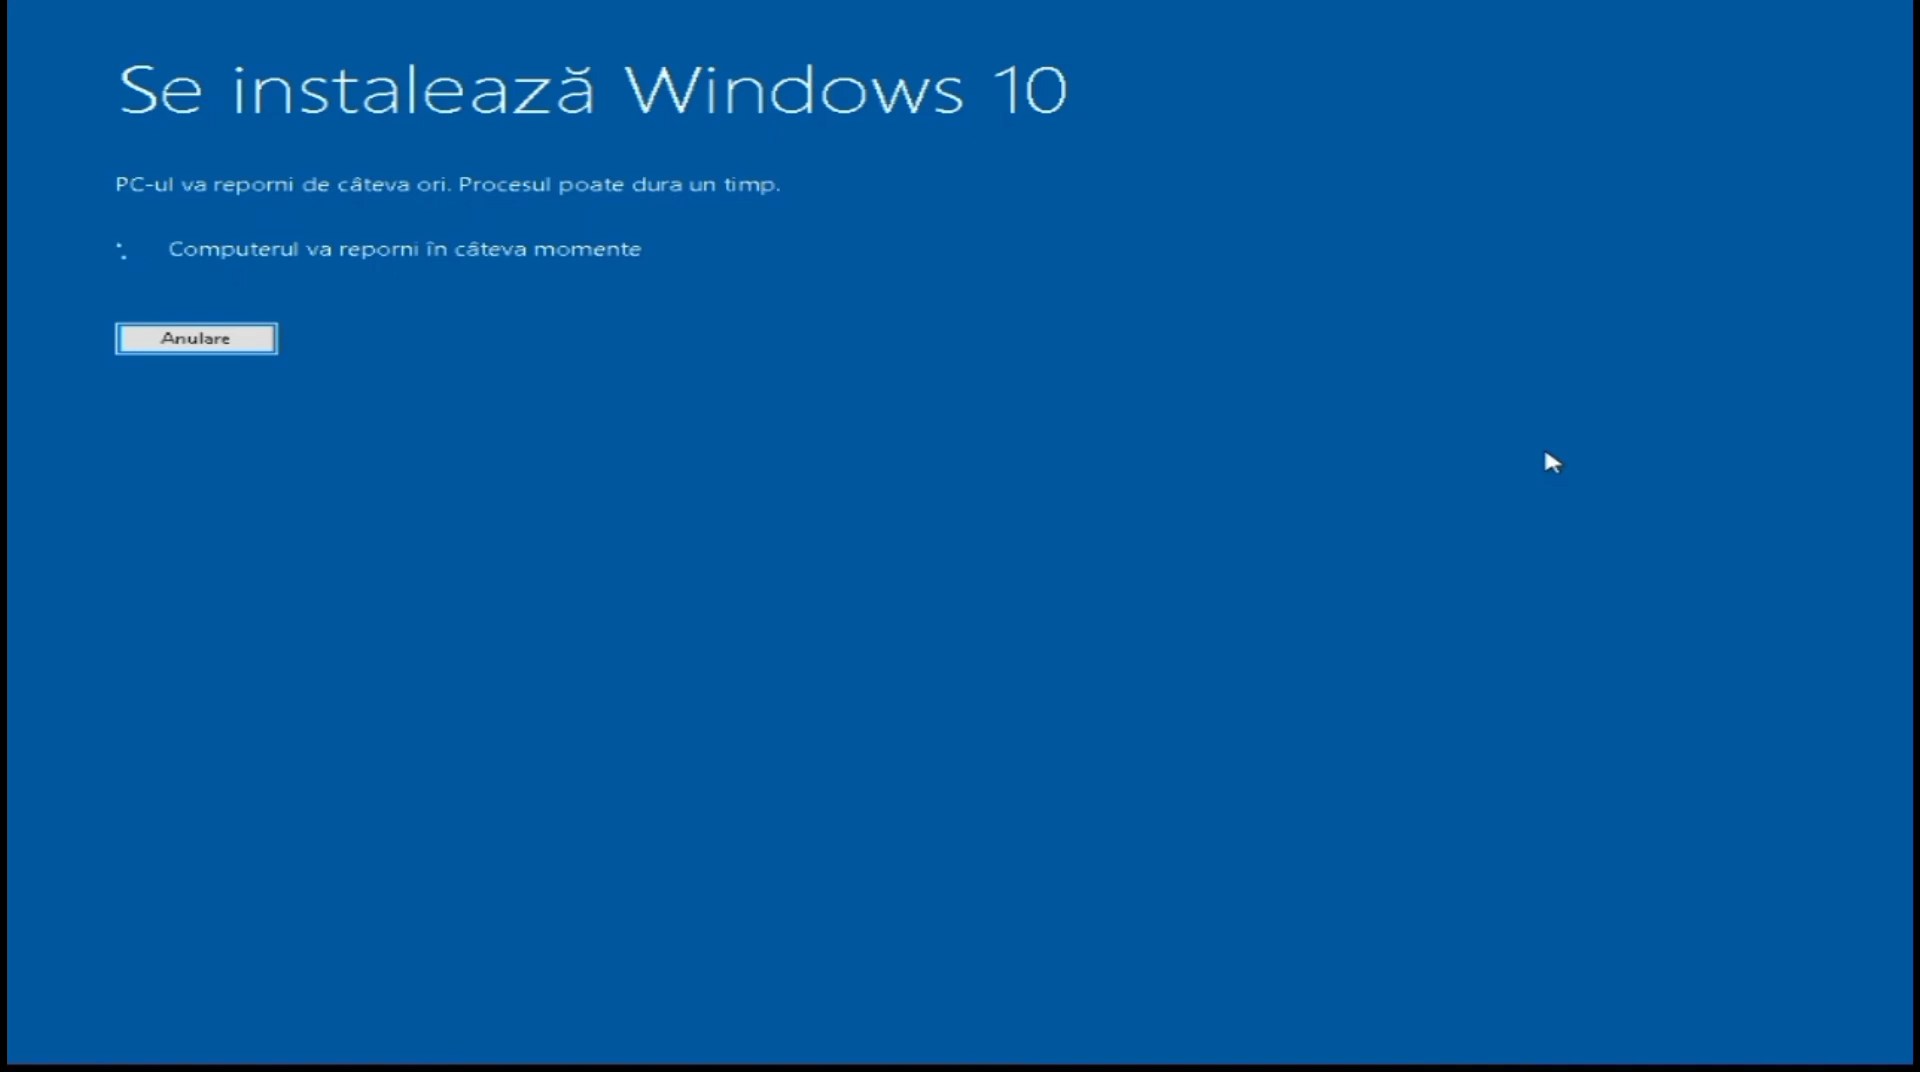 Se instalează Windows 10
PC-ul va reporni de câteva ori. Procesul poate dura un timp.
Computerul va reporni în câteva momente
Anulare